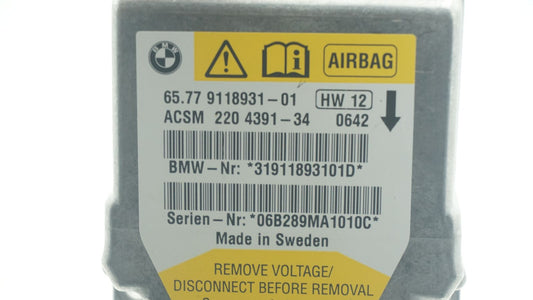 BMW
AIRBAG
65.77 9118931-01 HW 12
ACSM 220 4391-34 0642
BMW-Nr: *31911893101D*
Serien-Nr: *06B289MA1010C*
Made in Sweden
REMOVE VOLTAGE/
DISCONNECT BEFORE REMOVAL